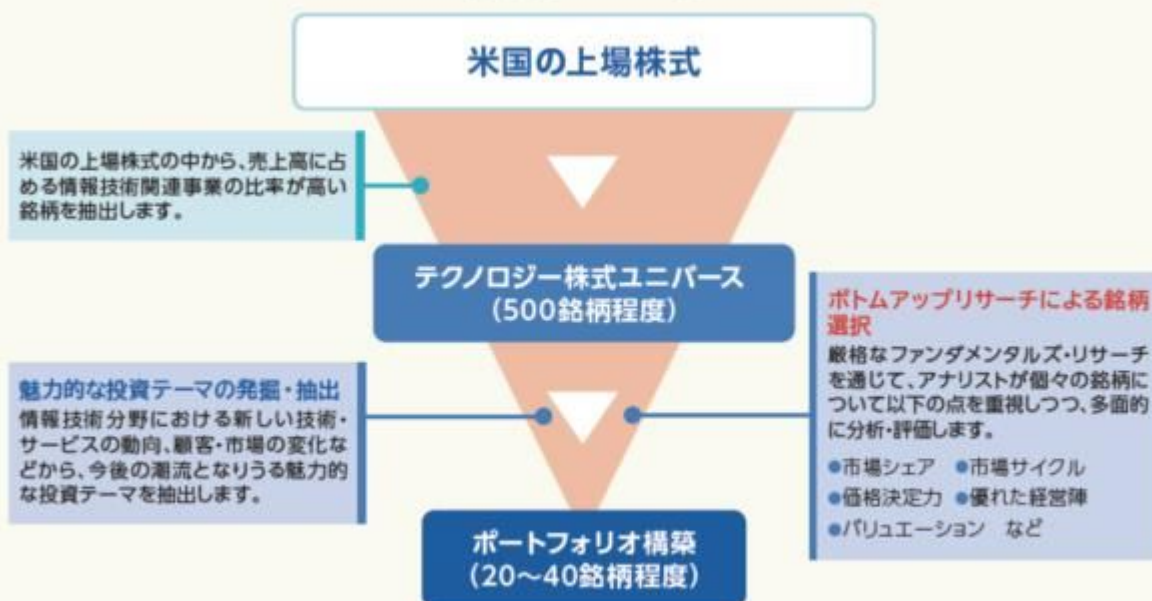 米国の上場株式
米国の上場株式の中から、売上高に占
める情報技術関連事業の比率が高い
銘柄を抽出します。
テクノロジー株式ユニバース
(500銘柄程度)
魅力的な投資テーマの発掘・抽出
情報技術分野における新しい技術・
サービスの動向、顧客・市場の変化な
どから、今後の潮流となりうる魅力的
な投資テーマを抽出します。
ボトムアップリサーチによる銘柄
選択
厳格なファンダメンタルズ・リサーチ
を通じて、アナリストが個々の銘柄に
ついて以下の点を重視しつつ、多面的
に分析・評価します。
●市場シェア ●市場サイクル
●価格決定力 ●優れた経営陣
●バリュエーション など
ポートフォリオ構築
(20～40銘柄程度)